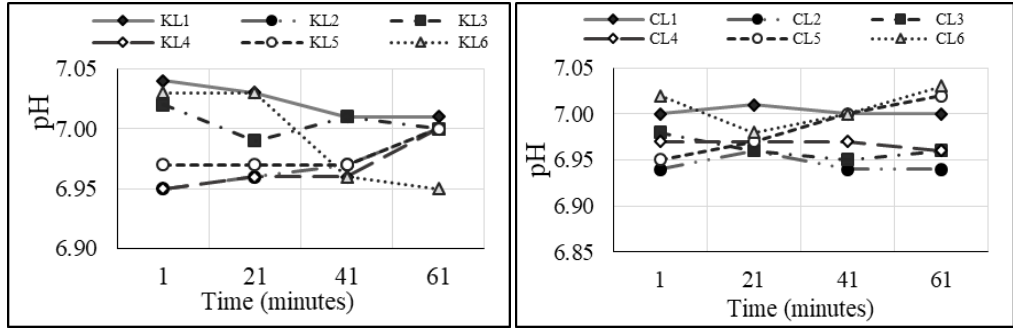 KL1 KL2 KL3
KL4 KL5 KL6
7.05
7.00
6.95
6.90
pH
1 21 41 61
Time (minutes)
CL1 CL2 CL3
CL4 CL5 CL6
7.05
7.00
6.95
6.90
6.85
pH
1 21 41 61
Time (minutes)